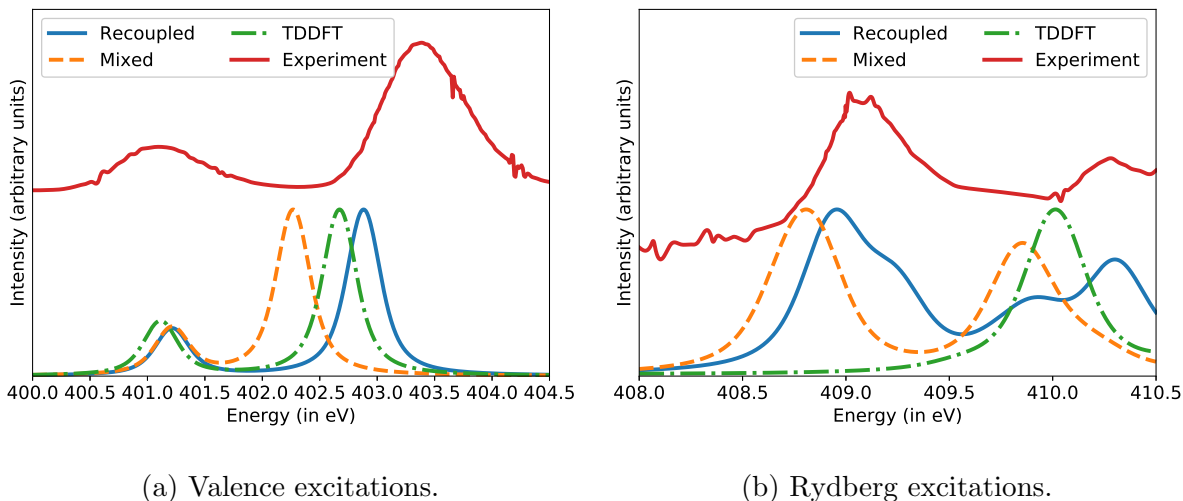 Recoupled
Mixed
TDDFT
Experiment
Intensity (arbitrary units)
400.0 400.5 401.0 401.5 402.0 402.5 403.0 403.5 404.0 404.5
Energy (in eV)
(a) Valence excitations.
Recoupled
Mixed
TDDFT
Experiment
Intensity (arbitrary units)
408.0 408.5 409.0 409.5 410.0 410.5
Energy (in eV)
(b) Rydberg excitations.